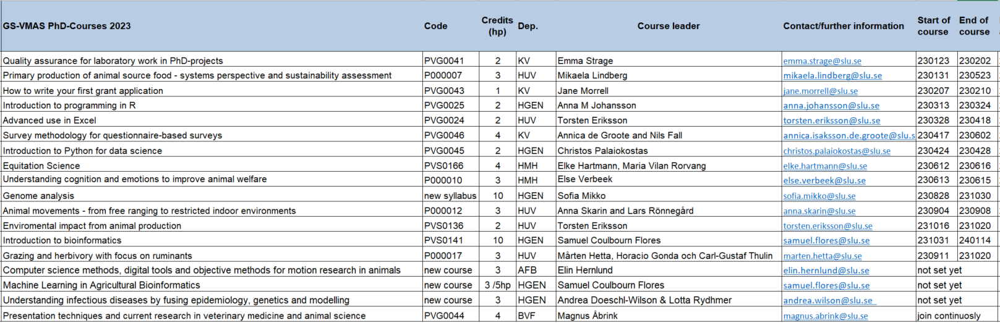 GS-VMAS PhD-Courses 2023 Code Credits (hp) Dep. Course leader Contact/further information Start of course End of course
Quality assurance for laboratory work in PhD-projects PVG0041 2 KV Emma Strage emma.strage@slu.se 230123 230202
Primary production of animal source food - systems perspective and sustainability assessment P000007 3 HUV Mikaela Lindberg mikaela.lindberg@slu.se 230131 230523
How to write your first grant application PVG0043 1 KV Jane Morrell jane.morrell@slu.se 230207 230210
Introduction to programming in R PVG0025 2 HGEN Anna M Johansson anna.johansson@slu.se 230313 230324
Advanced use in Excel PVG0024 2 HUV Torsten Eriksson torsten.eriksson@slu.se 230328 230418
Survey methodology for questionnaire-based surveys PVG0046 4 KV Annica de Groote and Nils Fall annica.isaksson.de.groote@slu.s 230417 230602
Introduction to Python for data science PVG0045 2 HGEN Christos Palaiokostas christos.palaiokostas@slu.se 230424 230428
Equitation Science PVS0166 4 HMH Elke Hartmann, Maria Vilan Rorvang elke.hartmann@slu.se 230612 230616
Understanding cognition and emotions to improve animal welfare P000010 3 HMH Else Verbeek else.verbeek@slu.se 230613 230615
Genome analysis new syllabus 10 HGEN Sofia Mikko sofia.mikko@slu.se 230828 231030
Animal movements - from free ranging to restricted indoor environments P000012 3 HUV Anna Skarin and Lars Rönnegård anna.skarin@slu.se 230904 230908
Enviromental impact from animal production PVS0136 2 HUV Torsten Eriksson torsten.eriksson@slu.se 231016 231020
Introduction to bioinformatics PVS0141 10 HGEN Samuel Coulbourn Flores samuel.flores@slu.se 231031 240114
Grazing and herbivory with focus on ruminants P000017 3 HUV Mårten Hetta, Horacio Gonda och Carl-Gustaf Thulin marten.hetta@slu.se 230911 231020
Computer science methods, digital tools and objective methods for motion research in animals new course 3 AFB Elin Hernlund elin.hernlund@slu.se not set yet
Machine Learning in Agricultural Bioinformatics new course 3 /5hp HGEN Samuel Coulbourn Flores samuel.flores@slu.se not set yet
Understanding infectious diseases by fusing epidemiology, genetics and modelling new course 3 HGEN Andrea Doeschl-Wilson & Lotta Rydhmer andrea.wilson@slu.se not set yet
Presentation techniques and current research in veterinary medicine and animal science PVG0044 4 BVF Magnus Åbrink magnus.abrink@slu.se join continuosly